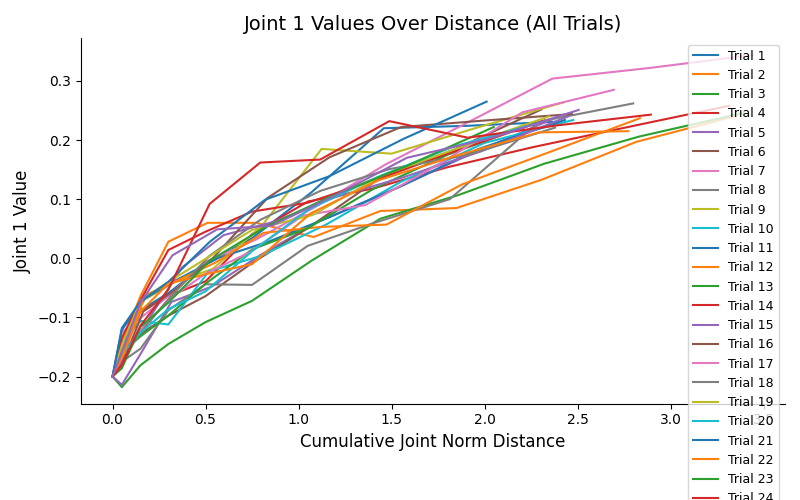 Joint 1 Values Over Distance (All Trials)
Joint 1 Value
0.3
0.2
0.1
0.0
−0.1
−0.2
0.0 0.5 1.0 1.5 2.0 2.5 3.0
Cumulative Joint Norm Distance
Trial 1
Trial 2
Trial 3
Trial 4
Trial 5
Trial 6
Trial 7
Trial 8
Trial 9
Trial 10
Trial 11
Trial 12
Trial 13
Trial 14
Trial 15
Trial 16
Trial 17
Trial 18
Trial 19
Trial 20
Trial 21
Trial 22
Trial 23
Trial 24